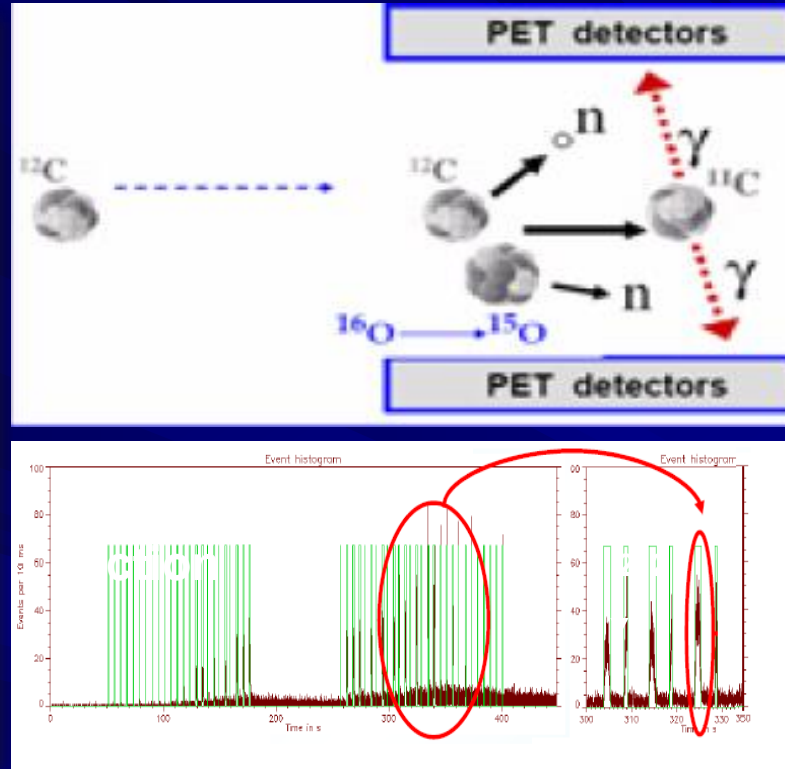 PET detectors
n
γ
¹²C
¹²C
¹¹C
γ
n
¹⁶O → ¹⁵O
PET detectors
Event histogram
Event histogram
100
80
60
40
20
0
Events per 10 ms
0
100
300
400
Time in s
00
80
60
40
20
0
300
310
320
330
350
Time in s